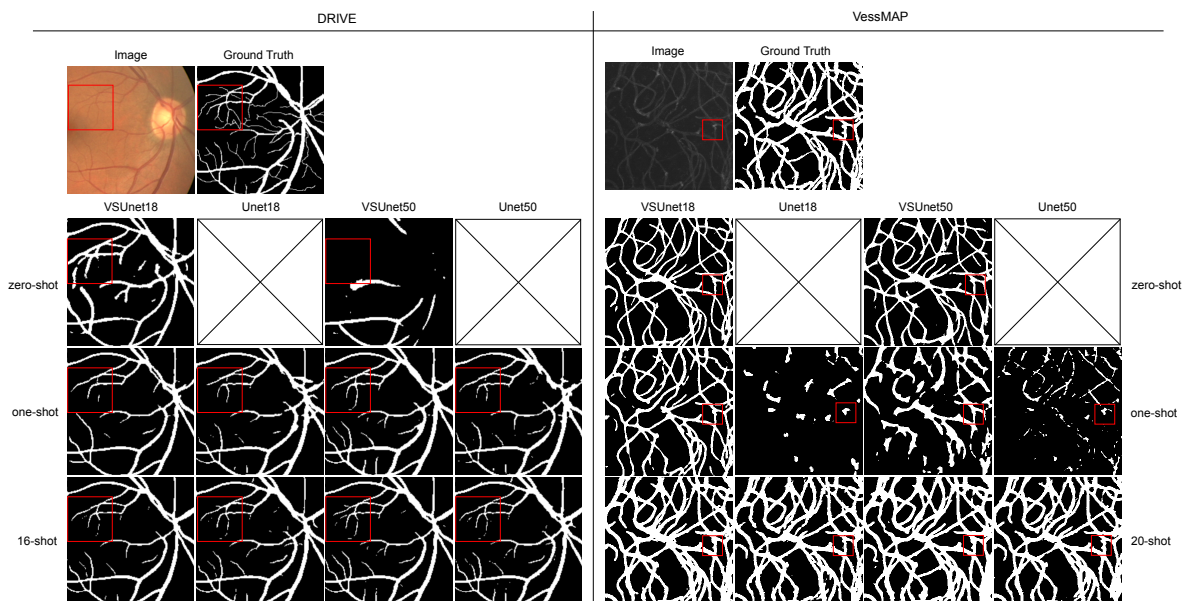 DRIVE
VessMAP
Image
Ground Truth
Image
Ground Truth
VSUnet18
Unet18
VSUnet50
Unet50
VSUnet18
Unet18
VSUnet50
Unet50
zero-shot
zero-shot
one-shot
one-shot
16-shot
20-shot